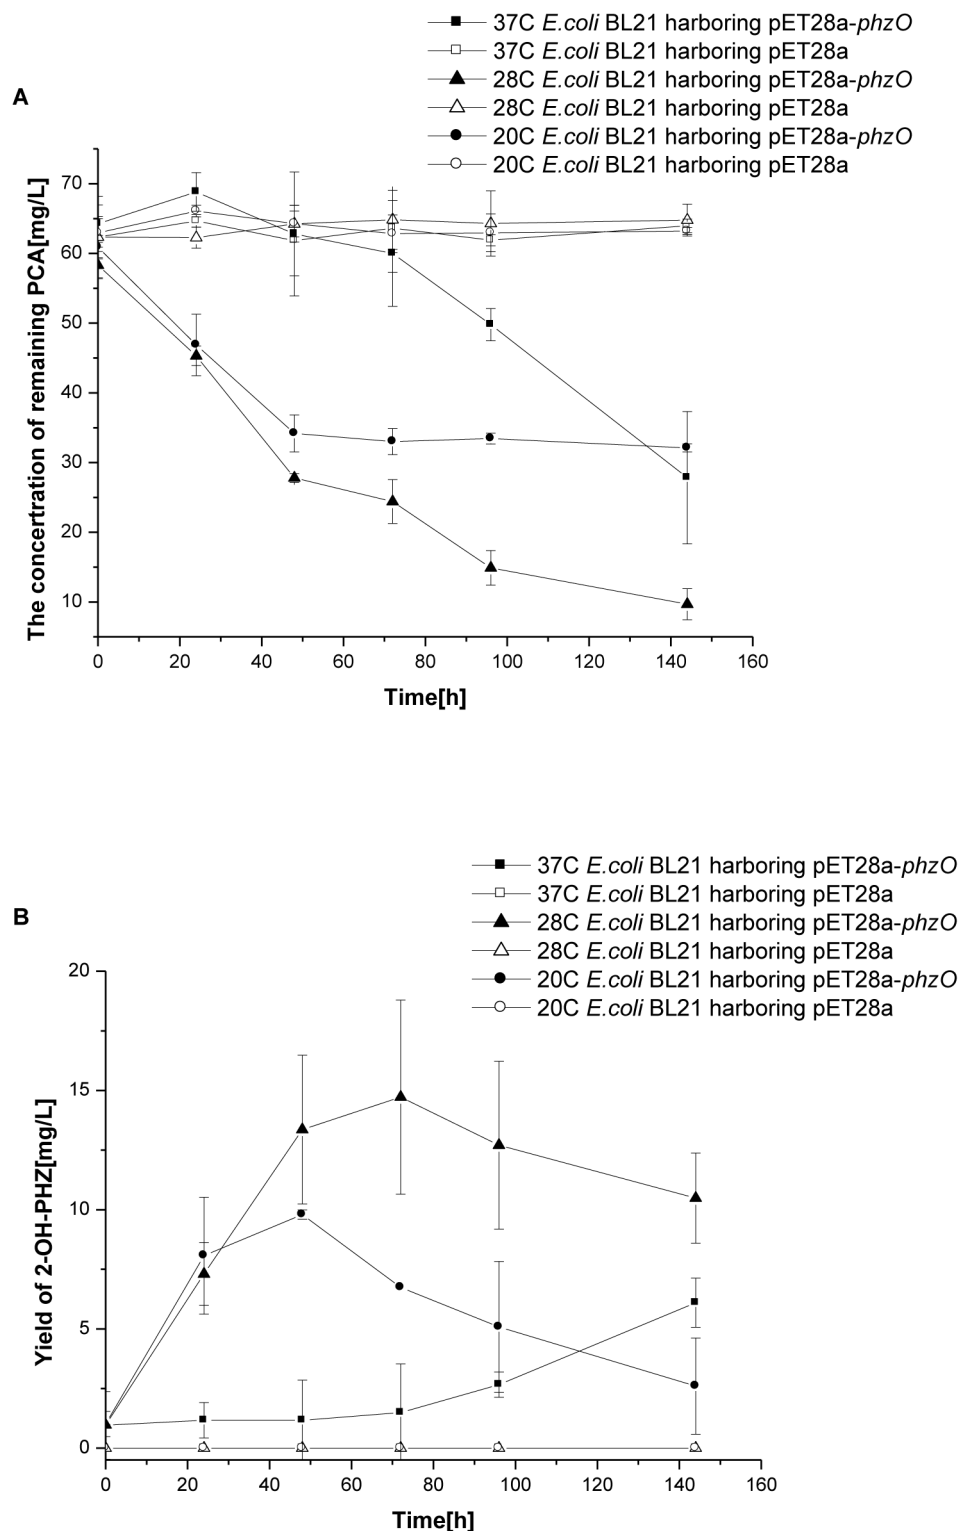 37C E.coli BL21 harboring pET28a-phzO
37C E.coli BL21 harboring pET28a
28C E.coli BL21 harboring pET28a-phzO
28C E.coli BL21 harboring pET28a
20C E.coli BL21 harboring pET28a-phzO
20C E.coli BL21 harboring pET28a
A
The concertration of remaining PCA[mg/L]
70
60
50
40
30
20
10
0 20 40 60 80 100 120 140 160
Time[h]
37C E.coli BL21 harboring pET28a-phzO
37C E.coli BL21 harboring pET28a
28C E.coli BL21 harboring pET28a-phzO
28C E.coli BL21 harboring pET28a
20C E.coli BL21 harboring pET28a-phzO
20C E.coli BL21 harboring pET28a
B
Yield of 2-OH-PHZ[mg/L]
20
15
10
5
0
0 20 40 60 80 100 120 140 160
Time[h]